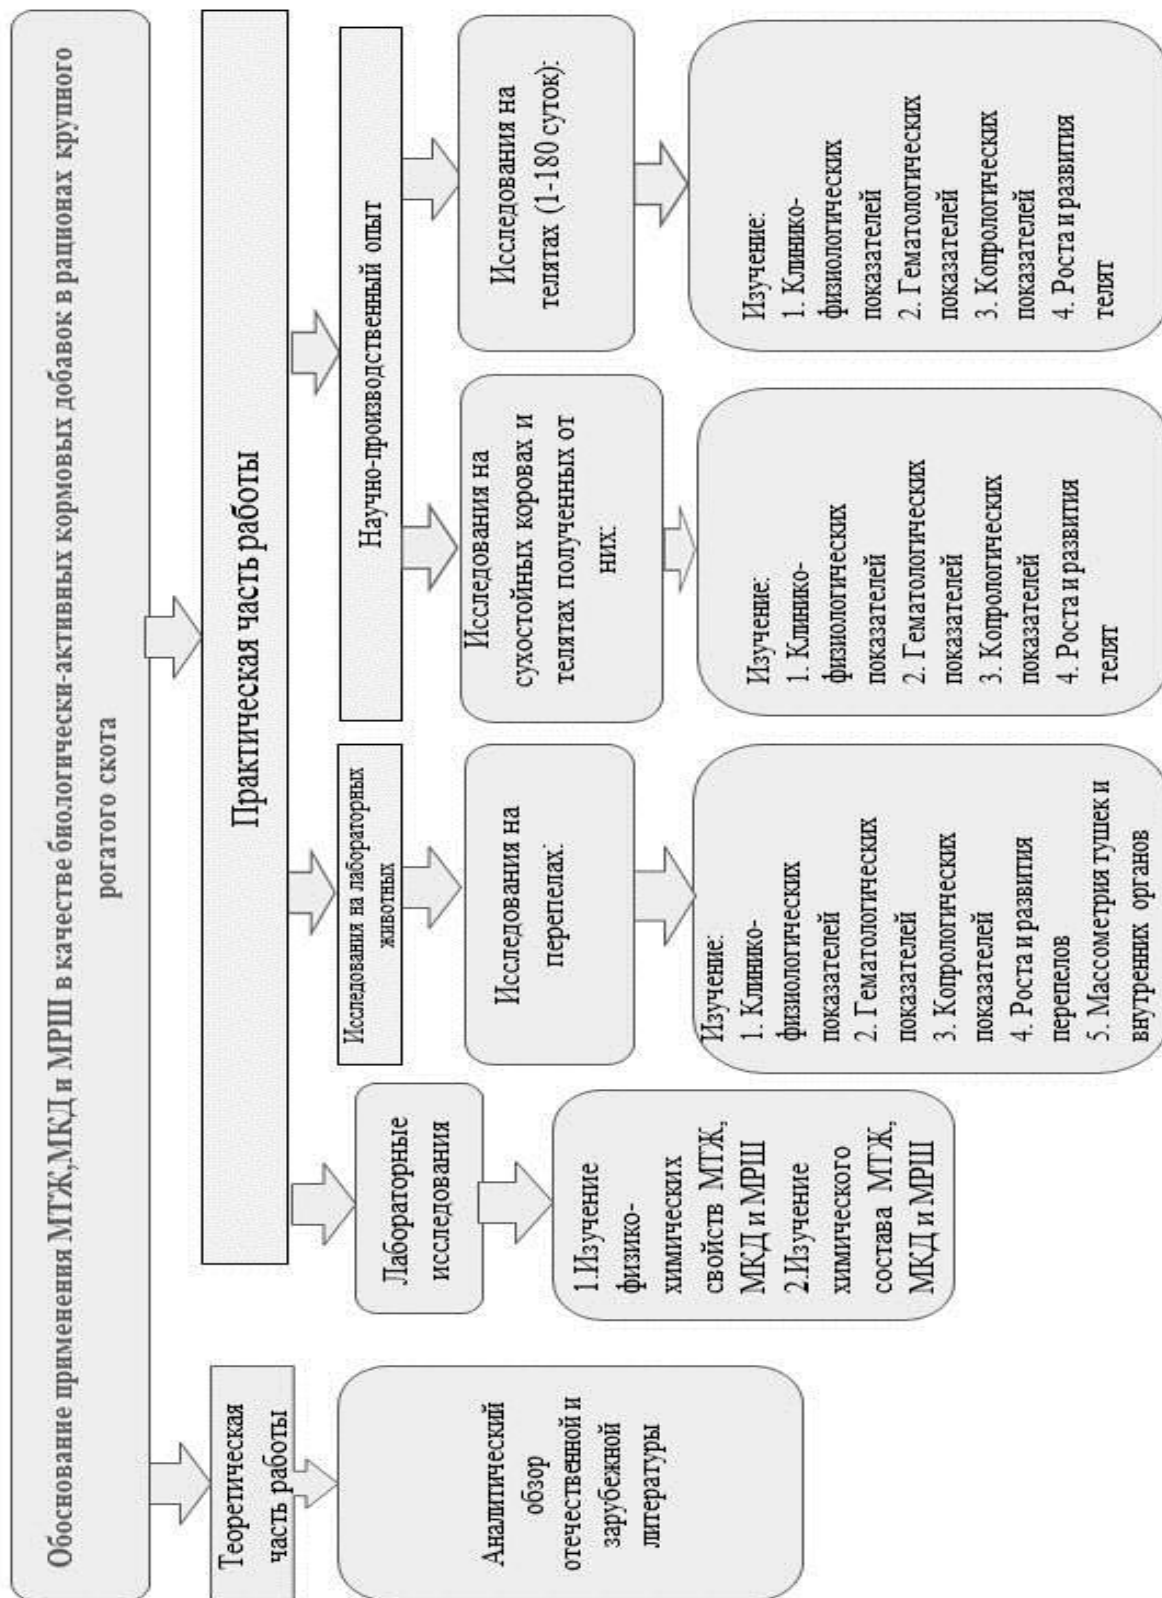 Обоснование применения МТЖ,МКД и МРШ в качестве биологически-активных кормовых добавок в рационах крупного
рогатого скота
Теоретическая
часть работы
Аналитический
обзор
отечественной и
зарубежной
литературы
Практическая часть работы
Лабораторные
исследования
1.Изучение
физико-
химических
свойств МТЖ,
МКД и МРШ
2.Изучение
химического
состава МТЖ,
МКД и МРШ
Исследования на лабораторных
животных
Исследования на
перепелах:
Изучение:
1. Клинико-
физиологических
показателей
2. Гематологических
показателей
3. Копрологических
показателей
4. Роста и развития
перепелов
5. Массометрия тушек и
внутренних органов
Научно-производственный опыт
Исследования на
сухостойных коровах и
телятах полученных от
них:
Изучение:
1. Клинико-
физиологических
показателей
2. Гематологических
показателей
3. Копрологических
показателей
4. Роста и развития
телят
Исследования на
телятах (1-180 суток):
Изучение:
1. Клинико-
физиологических
показателей
2. Гематологических
показателей
3. Копрологических
показателей
4. Роста и развития
телят